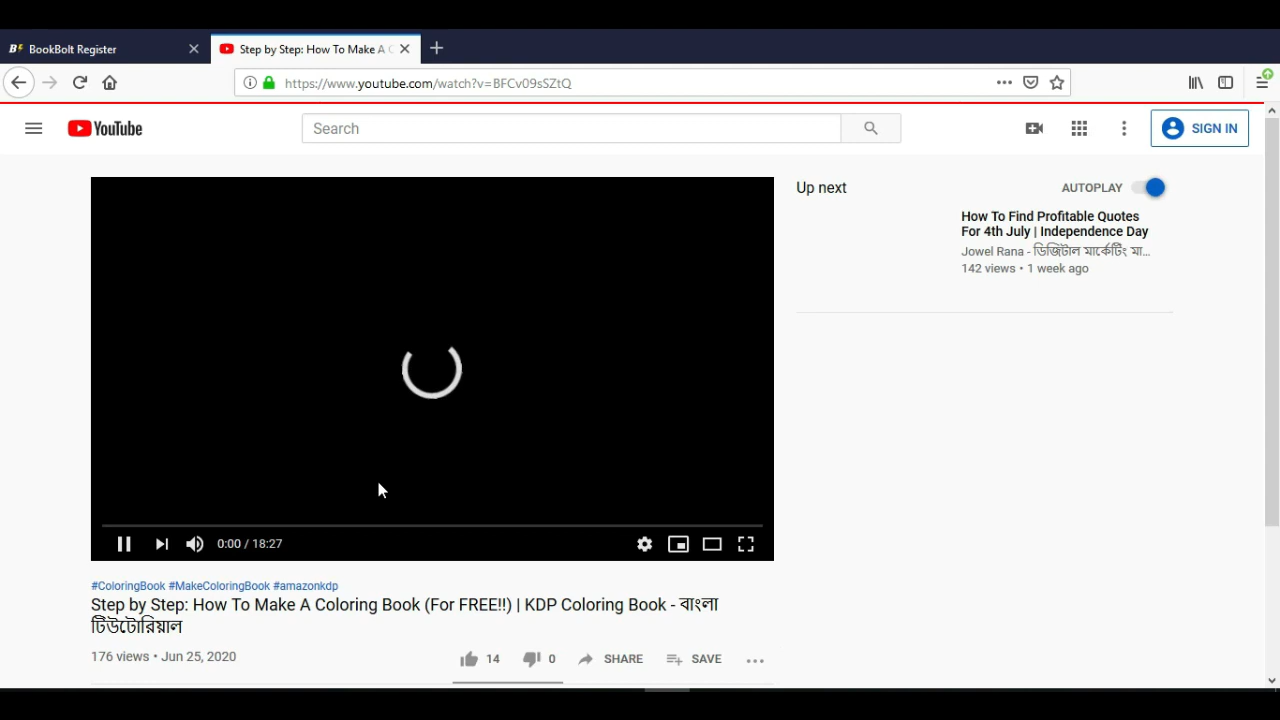 BookBolt Register
Step by Step: How To Make A C
https://www.youtube.com/watch?v=BFCv09sSZtQ
YouTube
Search
SIGN IN
Up next
AUTOPLAY
How To Find Profitable Quotes
For 4th July | Independence Day
Jowel Rana - ডিজিটাল মার্কেটিং মা...
142 views • 1 week ago
0:00 / 18:27
#ColoringBook #MakeColoringBook #amazonkdp
Step by Step: How To Make A Coloring Book (For FREE!!) | KDP Coloring Book - বাংলা
টিউটোরিয়াল
176 views • Jun 25, 2020
14
0
SHARE
SAVE